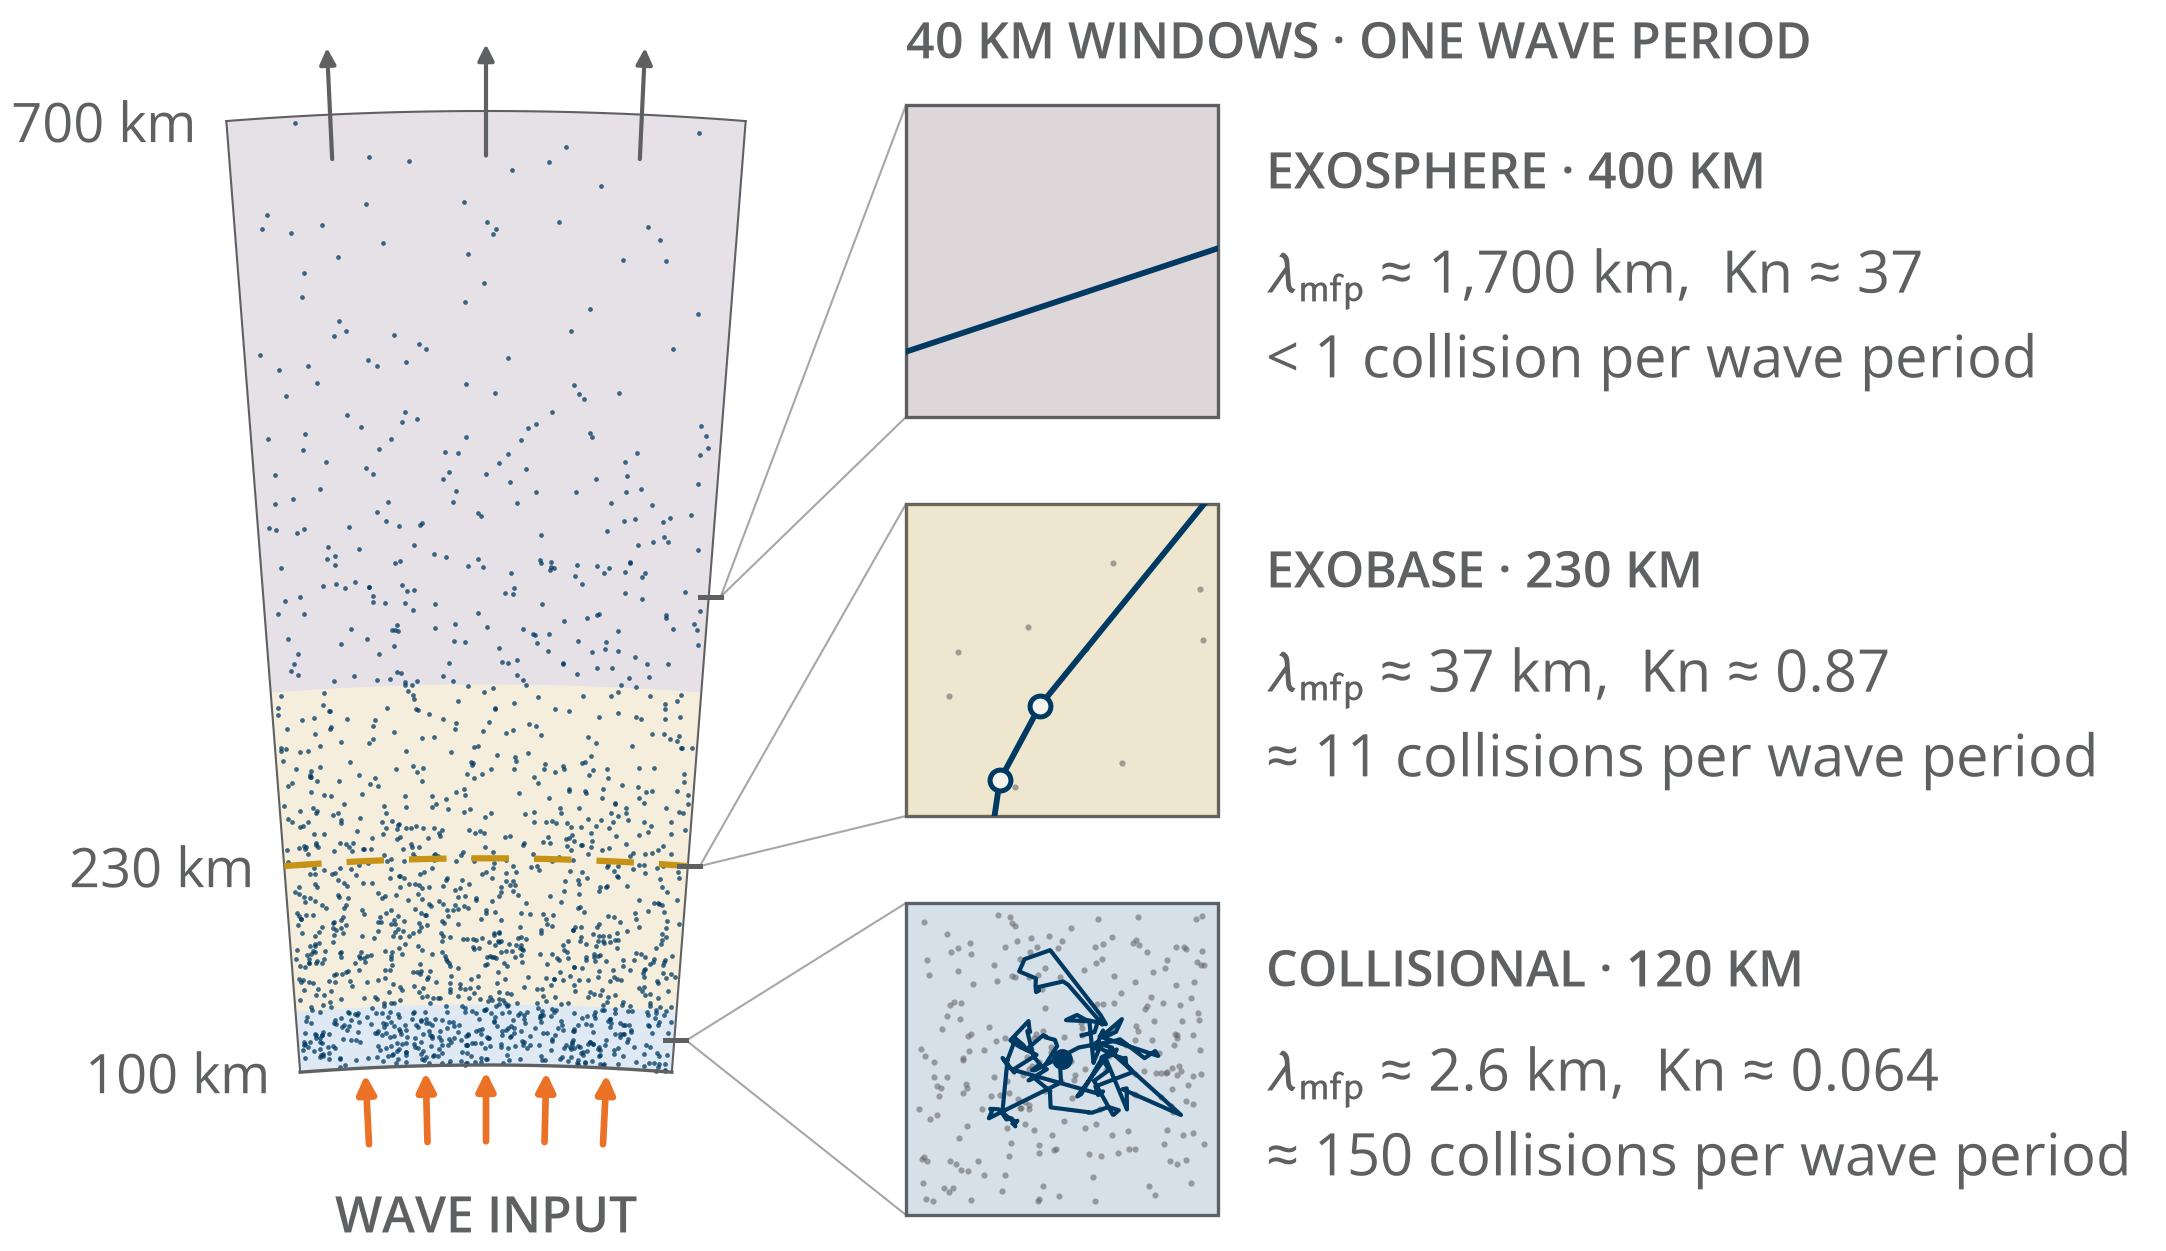 40 KM WINDOWS · ONE WAVE PERIOD
700 km
EXOSPHERE · 400 KM
λmfp ≈ 1,700 km, Kn ≈ 37
< 1 collision per wave period
EXOBASE · 230 KM
λmfp ≈ 37 km, Kn ≈ 0.87
≈ 11 collisions per wave period
230 km
COLLISIONAL · 120 KM
λmfp ≈ 2.6 km, Kn ≈ 0.064
≈ 150 collisions per wave period
100 km
WAVE INPUT